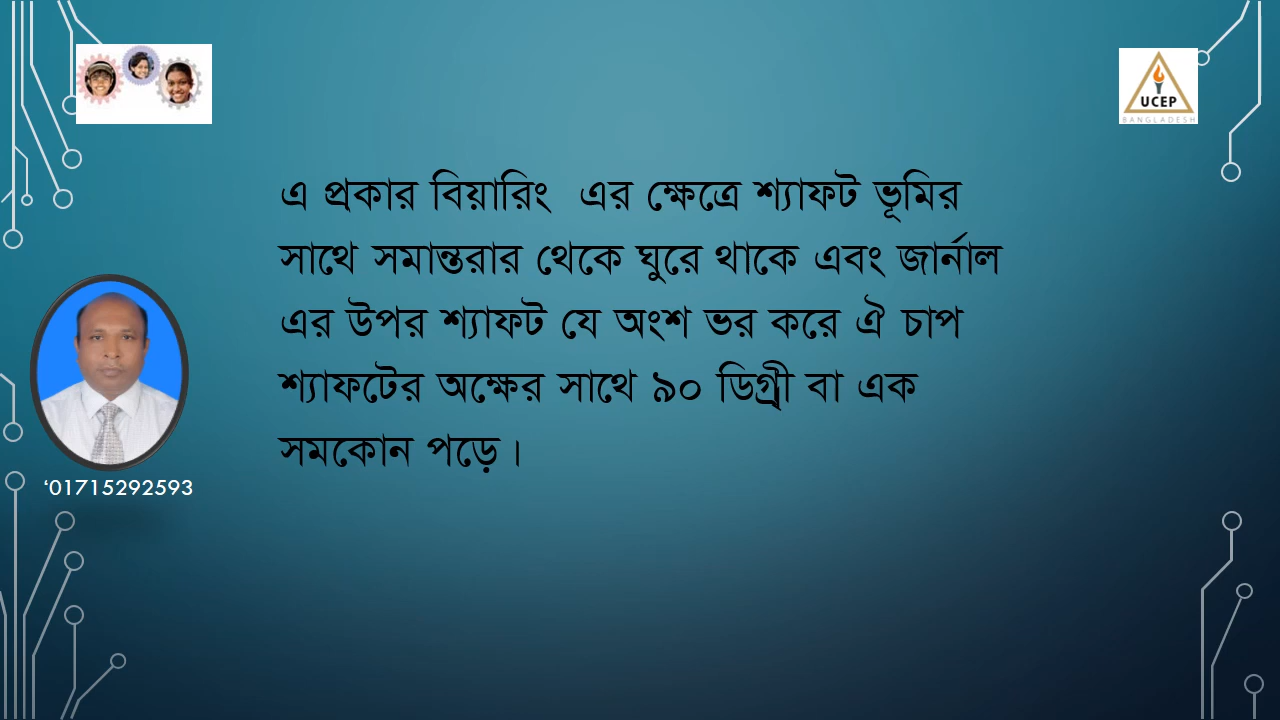 UCEP
BANGLADESH
এ প্রকার বিয়ারিং  এর ক্ষেত্রে শ্যাফট ভূমির
সাথে সমান্তরার থেকে ঘুরে থাকে এবং জার্নাল
এর উপর শ্যাফট যে অংশ ভর করে ঐ চাপ
শ্যাফটের অক্ষের সাথে ৯০ ডিগ্র্রী বা এক
সমকোন পড়ে।
‘01715292593